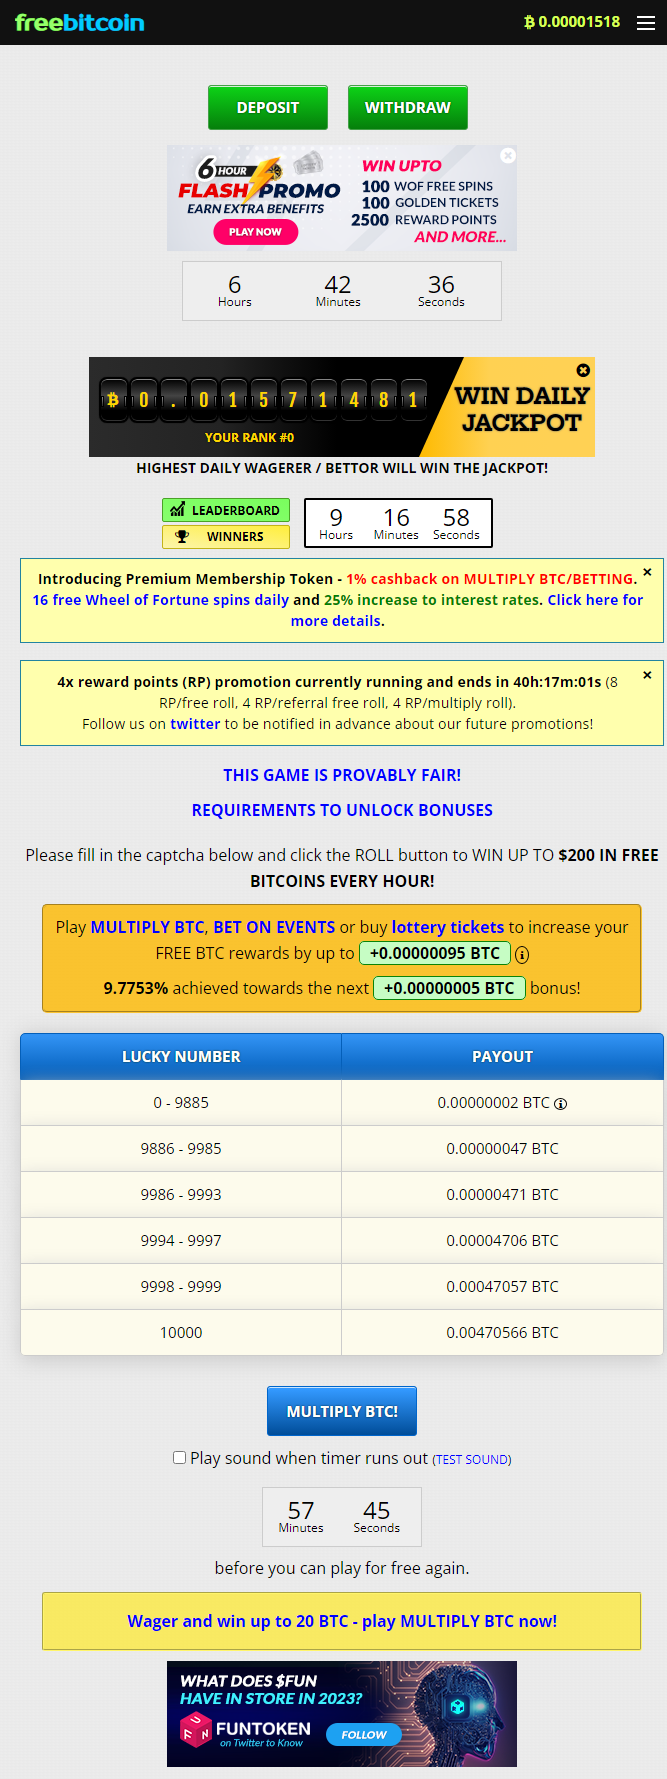 freebitcoin
₿ 0.00001518
DEPOSIT WITHDRAW
6 HOUR
FLASH PROMO
EARN EXTRA BENEFITS
PLAY NOW
WIN UPTO
100 WOF FREE SPINS
100 GOLDEN TICKETS
2500 REWARD POINTS
AND MORE...
6 42 36
Hours Minutes Seconds
₿ 0 . 0 1 5 7 1 4 8 1
YOUR RANK #0
WIN DAILY
JACKPOT
HIGHEST DAILY WAGERER / BETTOR WILL WIN THE JACKPOT!
LEADERBOARD
WINNERS
9 16 58
Hours Minutes Seconds
Introducing Premium Membership Token - 1% cashback on MULTIPLY BTC/BETTING. ×
16 free Wheel of Fortune spins daily and 25% increase to interest rates. Click here for
more details.
4x reward points (RP) promotion currently running and ends in 40h:17m:01s (8 ×
RP/free roll, 4 RP/referral free roll, 4 RP/multiply roll).
Follow us on twitter to be notified in advance about our future promotions!
THIS GAME IS PROVABLY FAIR!
REQUIREMENTS TO UNLOCK BONUSES
Please fill in the captcha below and click the ROLL button to WIN UP TO $200 IN FREE
BITCOINS EVERY HOUR!
Play MULTIPLY BTC, BET ON EVENTS or buy lottery tickets to increase your
FREE BTC rewards by up to +0.00000095 BTC
9.7753% achieved towards the next +0.00000005 BTC bonus!
LUCKY NUMBER PAYOUT
0 - 9885 0.00000002 BTC
9886 - 9985 0.00000047 BTC
9986 - 9993 0.00000471 BTC
9994 - 9997 0.00004706 BTC
9998 - 9999 0.00047057 BTC
10000 0.00470566 BTC
MULTIPLY BTC!
Play sound when timer runs out (TEST SOUND)
57 45
Minutes Seconds
before you can play for free again.
Wager and win up to 20 BTC - play MULTIPLY BTC now!
WHAT DOES $FUN
HAVE IN STORE IN 2023?
FUN
FUNTOKEN
on Twitter to Know
FOLLOW